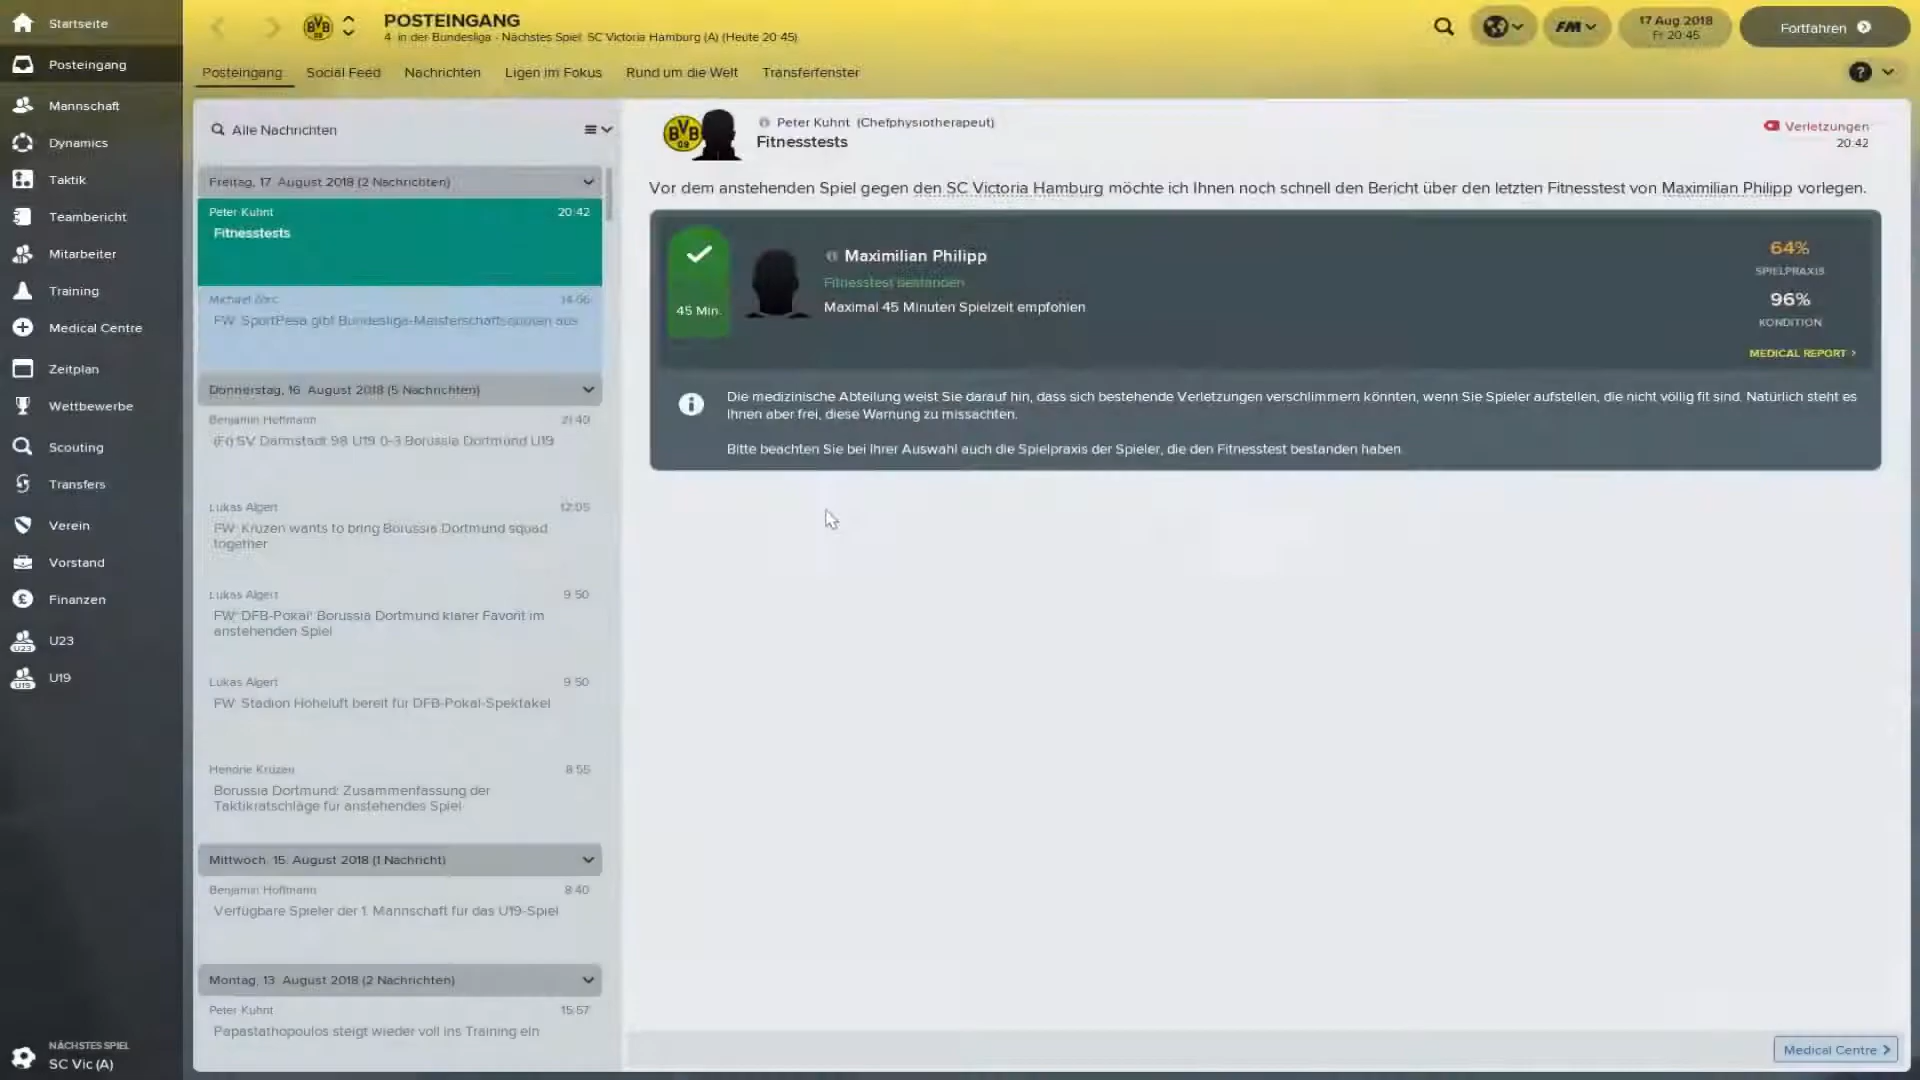 Startseite
Posteingang
Mannschaft
Dynamics
Taktik
Teambericht
Mitarbeiter
Training
Medical Centre
Zeitplan
Wettbewerbe
Scouting
Transfers
Verein
Vorstand
Finanzen
U23
U23
U19
U19
NÄCHSTES SPIEL
SC Vic (A)
BVB
09
POSTEINGANG
4. in der Bundesliga - Nächstes Spiel: SC Victoria Hamburg (A) (Heute 20:45)
FM
17 Aug 2018
Fr 20:45
Fortfahren
Posteingang
Social Feed
Nachrichten
Ligen im Fokus
Rund um die Welt
Transferfenster
?
Alle Nachrichten
Freitag, 17. August 2018 (2 Nachrichten)
Peter Kuhnt 20:42
Fitnesstests
Michael Zorc
FW: SportPesa gibt Bundesliga-Meisterschaftsquoten aus
Donnerstag, 16. August 2018 (5 Nachrichten)
Benjamin Hoffmann 21:40
(Fr) SV Darmstadt 98 U19 0-3 Borussia Dortmund U19
Lukas Algert 12:05
FW: Kruzen wants to bring Borussia Dortmund squad
together
Lukas Algert 9:50
FW: DFB-Pokal: Borussia Dortmund klarer Favorit im
anstehenden Spiel
Lukas Algert 9:50
FW: Stadion Hoheluft bereit für DFB-Pokal-Spektakel
Hendrie Krüzen 8:55
Borussia Dortmund: Zusammenfassung der
Taktikratschläge für anstehendes Spiel
Mittwoch, 15. August 2018 (1 Nachricht)
Benjamin Hoffmann 8:40
Verfügbare Spieler der 1. Mannschaft für das U19-Spiel
Montag, 13. August 2018 (2 Nachrichten)
Peter Kuhnt 15:57
Papastathopoulos steigt wieder voll ins Training ein
BVB
09
Peter Kuhnt (Chefphysiotherapeut)
Fitnesstests
Verletzungen
20:42
Vor dem anstehenden Spiel gegen den SC Victoria Hamburg möchte ich Ihnen noch schnell den Bericht über den letzten Fitnesstest von Maximilian Philipp vorlegen.
45 Min.
Maximilian Philipp
Fitnesstest bestanden
Maximal 45 Minuten Spielzeit empfohlen
64%
SPIELPRAXIS
96%
KONDITION
MEDICAL REPORT >
Die medizinische Abteilung weist Sie darauf hin, dass sich bestehende Verletzungen verschlimmern könnten, wenn Sie Spieler aufstellen, die nicht völlig fit sind. Natürlich steht es
Ihnen aber frei, diese Warnung zu missachten.
Bitte beachten Sie bei Ihrer Auswahl auch die Spielpraxis der Spieler, die den Fitnesstest bestanden haben.
Medical Centre >